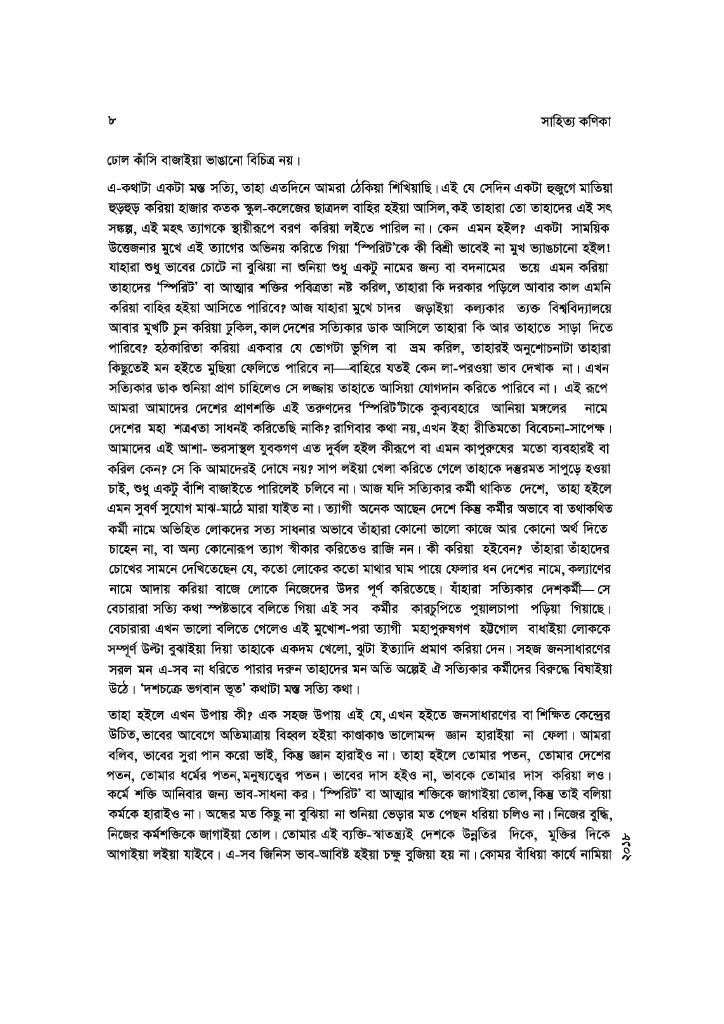 ৮ সাহিত্য কণিকা
ঢোল কাঁসি বাজাইয়া ভাঙানো বিচিত্র নয়।
এ-কথাটা একটা মস্ত সত্যি, তাহা এতদিনে আমরা ঠেকিয়া শিখিয়াছি। এই যে সেদিন একটা হুজুগে মাতিয়া
হুড়হুড় করিয়া হাজার কতক স্কুল-কলেজের ছাত্রদল বাহির হইয়া আসিল, কই তাহারা তো তাহাদের এই সৎ
সঙ্কল্প, এই মহৎ ত্যাগকে স্থায়ীরূপে বরণ করিয়া লইতে পারিল না। কেন এমন হইল? একটা সাময়িক
উত্তেজনার মুখে এই ত্যাগের অভিনয় করিতে গিয়া ‘স্পিরিট’কে কী বিশ্রী ভাবেই না মুখ ভ্যাঙচানো হইল!
যাহারা শুধু ভাবের চোটে না বুঝিয়া না শুনিয়া শুধু একটু নামের জন্য বা বদনামের ভয়ে এমন করিয়া
তাহাদের ‘স্পিরিট’ বা আত্মার শক্তির পবিত্রতা নষ্ট করিল, তাহারা কি দরকার পড়িলে আবার কাল এমনি
করিয়া বাহির হইয়া আসিতে পারিবে? আজ যাহারা মুখে চাদর জড়াইয়া কল্যকার ত্যক্ত বিশ্ববিদ্যালয়ে
আবার মুখটি চুন করিয়া ঢুকিল, কাল দেশের সত্যিকার ডাক আসিলে তাহারা কি আর তাহাতে সাড়া দিতে
পারিবে? হঠকারিতা করিয়া একবার যে ভোগটা ভুগিল বা ভ্রম করিল, তাহারই অনুশোচনাটা তাহারা
কিছুতেই মন হইতে মুছিয়া ফেলিতে পারিবে না—বাহিরে যতই কেন লা-পরওয়া ভাব দেখাক না। এখন
সত্যিকার ডাক শুনিয়া প্রাণ চাহিলেও সে লজ্জায় তাহাতে আসিয়া যোগদান করিতে পারিবে না। এই রূপে
আমরা আমাদের দেশের প্রাণশক্তি এই তরুণদের ‘স্পিরিট’টাকে কুব্যবহারে আনিয়া মঙ্গলের নামে
দেশের মহা শত্রুতা সাধনই করিতেছি নাকি? রাগিবার কথা নয়, এখন ইহা রীতিমতো বিবেচনা-সাপেক্ষ।
আমাদের এই আশা- ভরসাস্থল যুবকগণ এত দুর্বল হইল কীরূপে বা এমন কাপুরুষের মতো ব্যবহারই বা
করিল কেন? সে কি আমাদেরই দোষে নয়? সাপ লইয়া খেলা করিতে গেলে তাহাকে দস্তুরমত সাপুড়ে হওয়া
চাই, শুধু একটু বাঁশি বাজাইতে পারিলেই চলিবে না। আজ যদি সত্যিকার কর্মী থাকিত দেশে, তাহা হইলে
এমন সুবর্ণ সুযোগ মাঝ-মাঠে মারা যাইত না। ত্যাগী অনেক আছেন দেশে কিন্তু কর্মীর অভাবে বা তথাকথিত
কর্মী নামে অভিহিত লোকদের সত্য সাধনার অভাবে তাঁহারা কোনো ভালো কাজে আর কোনো অর্থ দিতে
চাহেন না, বা অন্য কোনোরূপ ত্যাগ স্বীকার করিতেও রাজি নন। কী করিয়া হইবেন? তাঁহারা তাঁহাদের
চোখের সামনে দেখিতেছেন যে, কতো লোকের কতো মাথার ঘাম পায়ে ফেলার ধন দেশের নামে, কল্যাণের
নামে আদায় করিয়া বাজে লোকে নিজেদের উদর পূর্ণ করিতেছে। যাঁহারা সত্যিকার দেশকর্মী—সে
বেচারারা সত্যি কথা স্পষ্টভাবে বলিতে গিয়া এই সব কর্মীর কারচুপিতে পুয়ালচাপা পড়িয়া গিয়াছে।
বেচারারা এখন ভালো বলিতে গেলেও এই মুখোশ-পরা ত্যাগী মহাপুরুষগণ হট্টগোল বাধাইয়া লোককে
সম্পূর্ণ উল্টা বুঝাইয়া দিয়া তাহাকে একদম খেলো, ঝুটা ইত্যাদি প্রমাণ করিয়া দেন। সহজ জনসাধারণের
সরল মন এ-সব না ধরিতে পারার দরুন তাহাদের মন অতি অল্পেই ঐ সত্যিকার কর্মীদের বিরুদ্ধে বিষাইয়া
উঠে। ‘দশচক্রে ভগবান ভূত’ কথাটা মস্ত সত্যি কথা।
তাহা হইলে এখন উপায় কী? এক সহজ উপায় এই যে, এখন হইতে জনসাধারণের বা শিক্ষিত কেন্দ্রের
উচিত, ভাবের আবেগে অতিমাত্রায় বিহ্বল হইয়া কাণ্ডাকাণ্ড ভালোমন্দ জ্ঞান হারাইয়া না ফেলা। আমরা
বলিব, ভাবের সুরা পান করো ভাই, কিন্তু জ্ঞান হারাইও না। তাহা হইলে তোমার পতন, তোমার দেশের
পতন, তোমার ধর্মের পতন, মনুষ্যত্বের পতন। ভাবের দাস হইও না, ভাবকে তোমার দাস করিয়া লও।
কর্মে শক্তি আনিবার জন্য ভাব-সাধনা কর। ‘স্পিরিট’ বা আত্মার শক্তিকে জাগাইয়া তোল, কিন্তু তাই বলিয়া
কর্মকে হারাইও না। অন্ধের মত কিছু না বুঝিয়া না শুনিয়া ভেড়ার মত পেছন ধরিয়া চলিও না। নিজের বুদ্ধি,
নিজের কর্মশক্তিকে জাগাইয়া তোল। তোমার এই ব্যক্তি-স্বাতন্ত্র্যই দেশকে উন্নতির দিকে, মুক্তির দিকে
আগাইয়া লইয়া যাইবে। এ-সব জিনিস ভাব-আবিষ্ট হইয়া চক্ষু বুজিয়া হয় না। কোমর বাঁধিয়া কার্যে নামিয়া
২০১৮